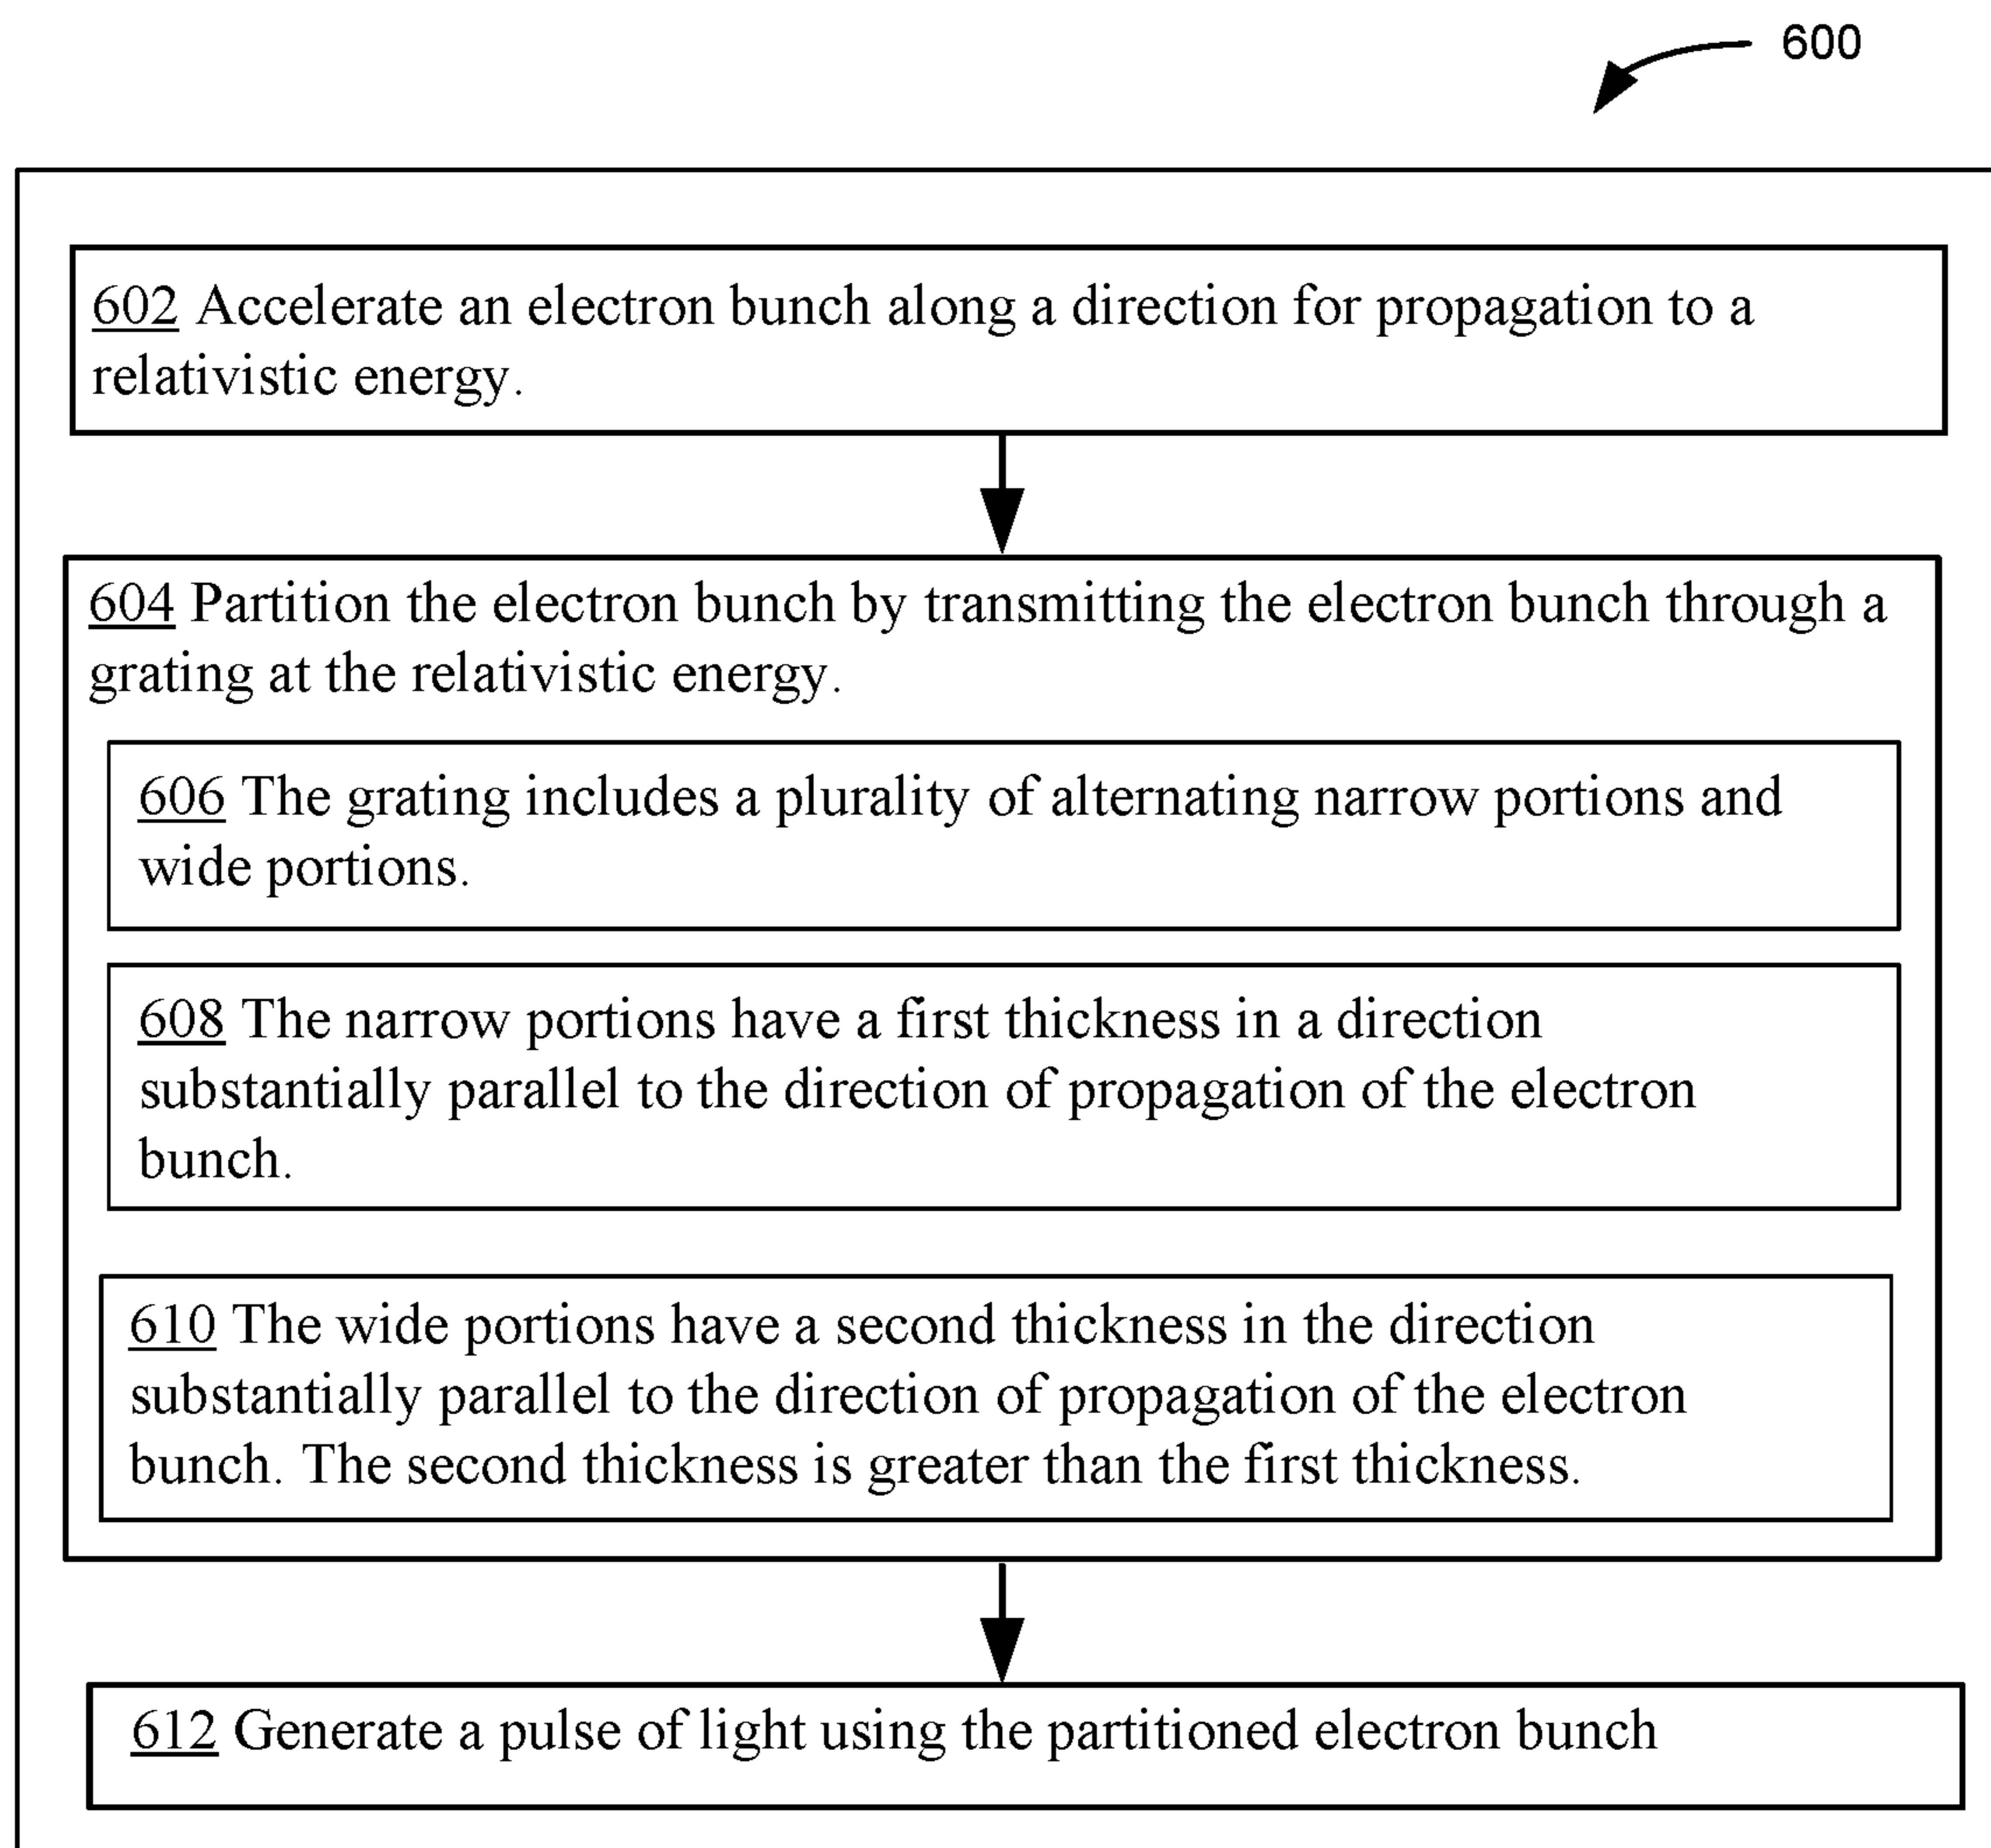 600
602 Accelerate an electron bunch along a direction for propagation to a
relativistic energy.
604 Partition the electron bunch by transmitting the electron bunch through a
grating at the relativistic energy.
606 The grating includes a plurality of alternating narrow portions and
wide portions.
608 The narrow portions have a first thickness in a direction
substantially parallel to the direction of propagation of the electron
bunch.
610 The wide portions have a second thickness in the direction
substantially parallel to the direction of propagation of the electron
bunch. The second thickness is greater than the first thickness.
612 Generate a pulse of light using the partitioned electron bunch